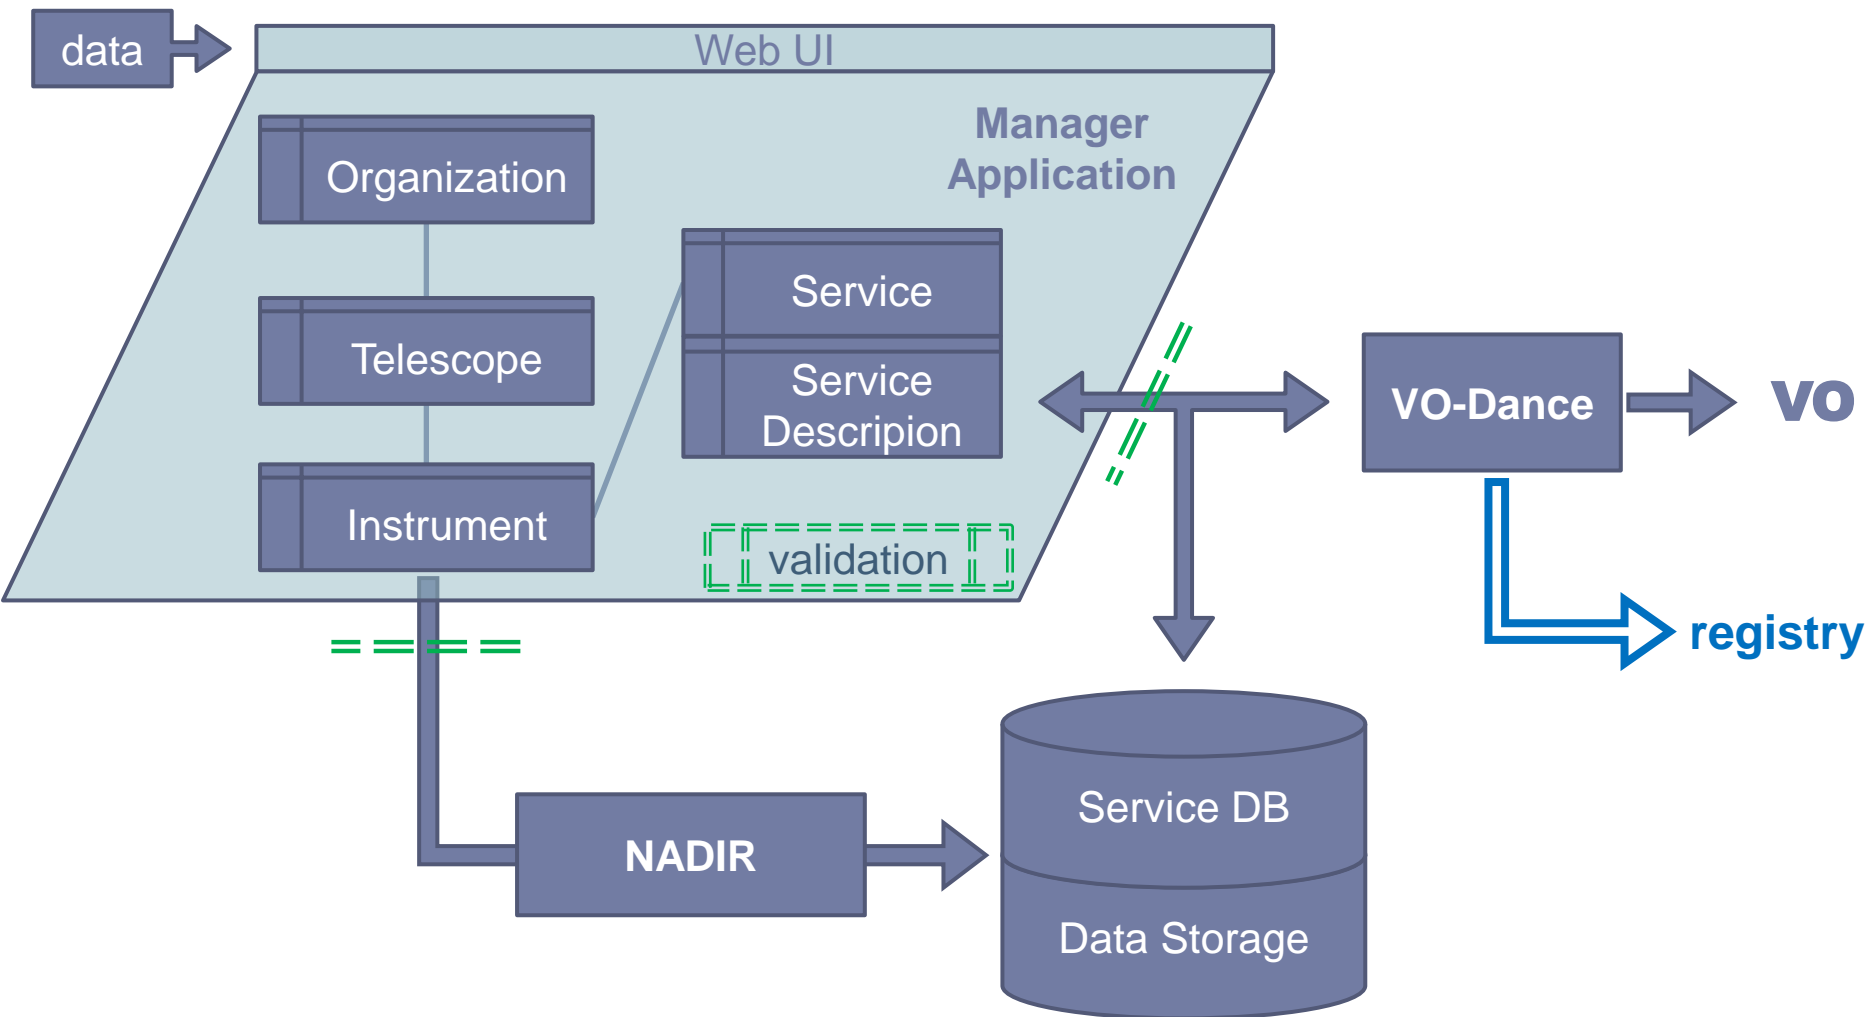 data
Web UI
Manager
Application
Organization
Service
Telescope
Service
Descripion
VO-Dance
VO
Instrument
validation
registry
Service DB
NADIR
Data Storage